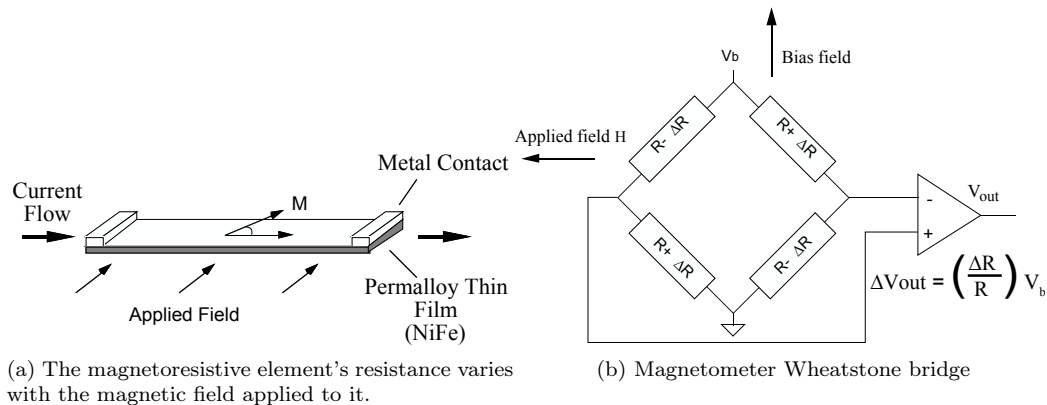 Metal Contact
Current
Flow
M
Permalloy Thin
Film
(NiFe)
Applied Field
(a) The magnetoresistive element's resistance varies
with the magnetic field applied to it.
Vb
Bias field
Applied field H
R- ΔR
R+ ΔR
R+ ΔR
R- ΔR
-
+
Vout
ΔVout = (ΔR/R) Vb
(b) Magnetometer Wheatstone bridge